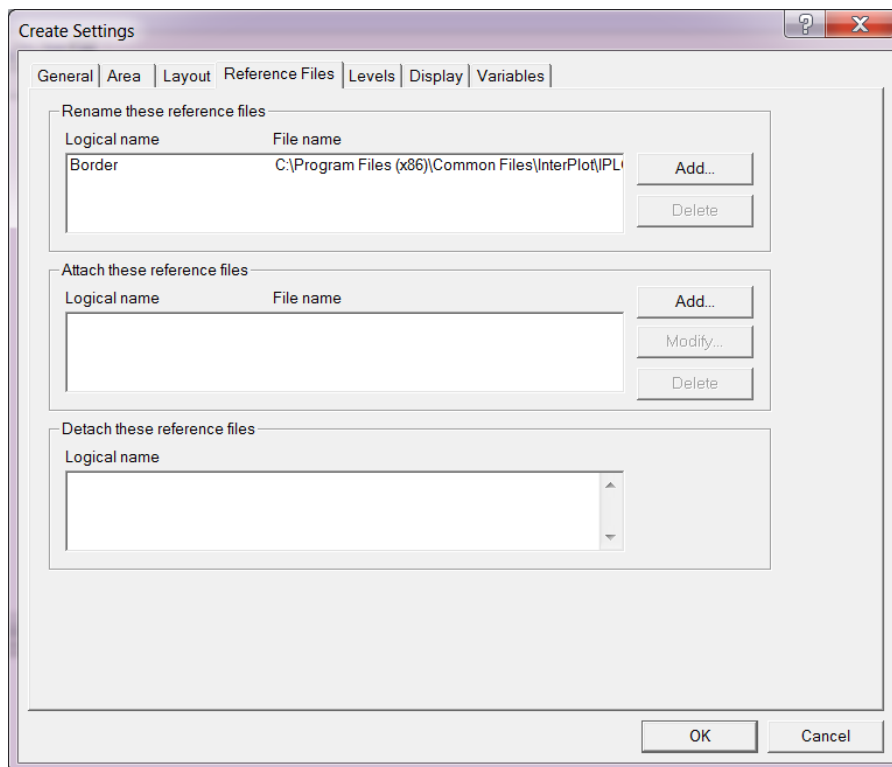 Create Settings
General Area Layout Reference Files Levels Display Variables
Rename these reference files
Logical name File name
Border C:\Program Files (x86)\Common Files\InterPlot\IPL
Add...
Delete
Attach these reference files
Logical name File name
Add...
Modify...
Delete
Detach these reference files
Logical name
OK Cancel